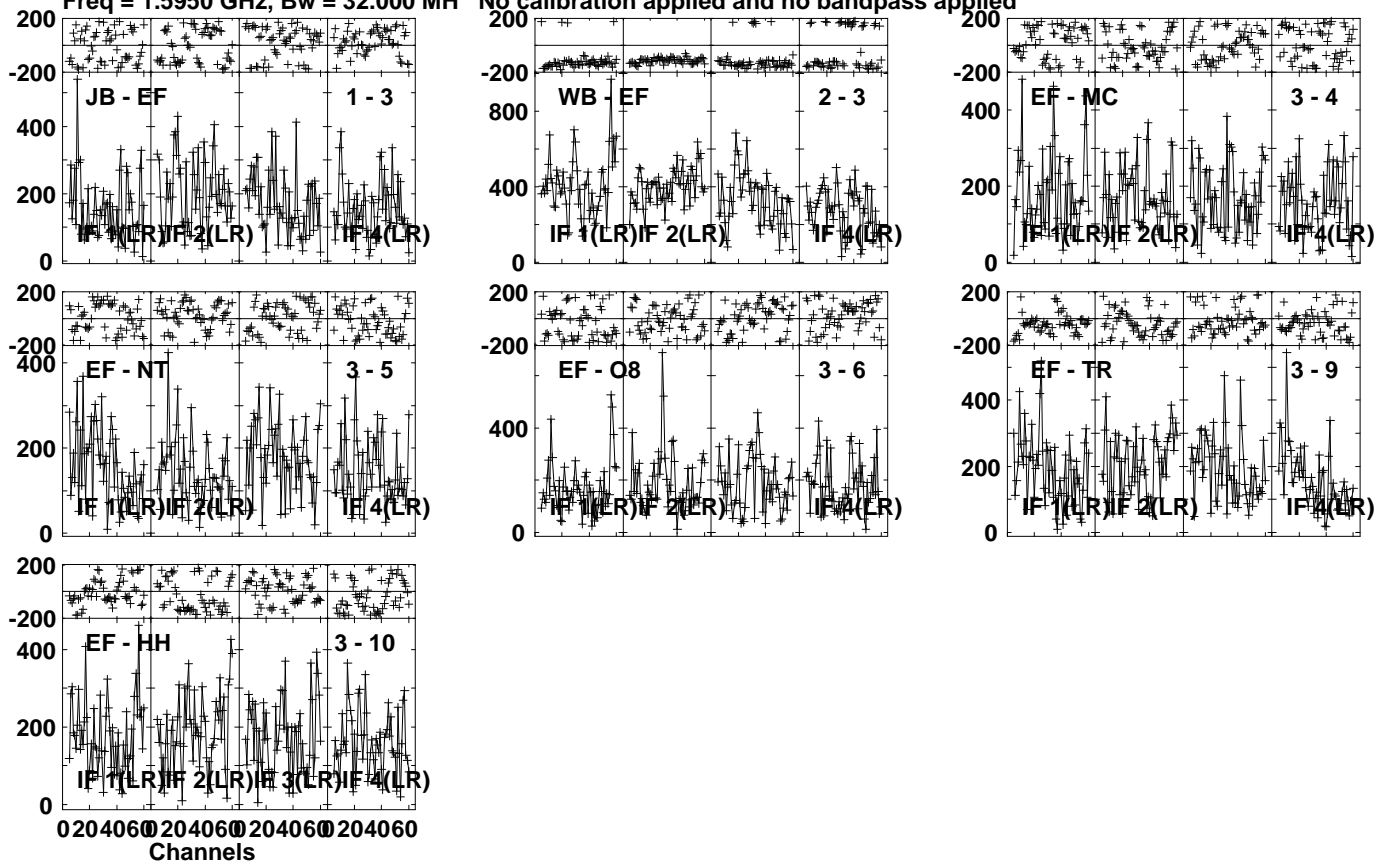 Freq = 1.5950 GHz, Bw = 32.000 MH No calibration applied and no bandpass applied
200
-200
JB - EF 1 - 3
400
200
IF 1(LR) IF 2(LR) IF 4(LR)
0
200
-200
WB - EF 2 - 3
800
400
IF 1(LR) IF 2(LR) IF 4(LR)
0
200
-200
EF - MC 3 - 4
400
200
IF 1(LR) IF 2(LR) IF 4(LR)
0
200
-200
EF - NT 3 - 5
400
200
IF 1(LR) IF 2(LR) IF 4(LR)
0
200
-200
EF - O8 3 - 6
400
IF 1(LR) IF 2(LR) IF 4(LR)
0
200
-200
EF - TR 3 - 9
400
200
IF 1(LR) IF 2(LR) IF 4(LR)
0
200
-200
EF - HH 3 - 10
400
200
IF 1(LR) IF 2(LR) IF 3(LR) IF 4(LR)
0
0 20 40 60 0 20 40 60 0 20 40 60 0 20 40 60
Channels